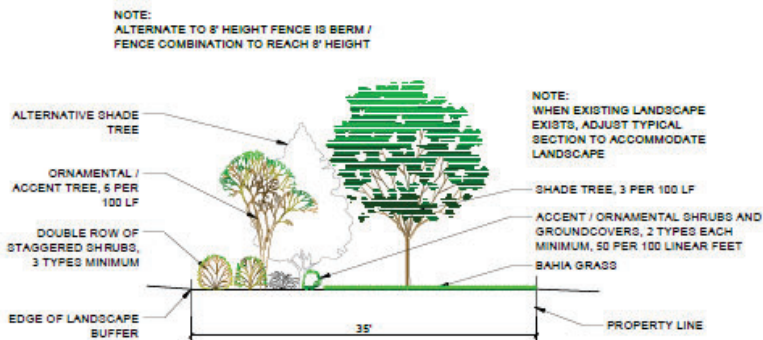 NOTE:
ALTERNATE TO 8' HEIGHT FENCE IS BERM /
FENCE COMBINATION TO REACH 8' HEIGHT
ALTERNATIVE SHADE
TREE
ORNAMENTAL /
ACCENT TREE, 5 PER
100 LF
DOUBLE ROW OF
STAGGERED SHRUBS,
3 TYPES MINIMUM
EDGE OF LANDSCAPE
BUFFER
NOTE:
WHEN EXISTING LANDSCAPE
EXISTS, ADJUST TYPICAL
SECTION TO ACCOMMODATE
LANDSCAPE
SHADE TREE, 3 PER 100 LF
ACCENT / ORNAMENTAL SHRUBS AND
GROUNDCOVERS, 2 TYPES EACH
MINIMUM, 50 PER 100 LINEAR FEET
BAHIA GRASS
PROPERTY LINE
35'